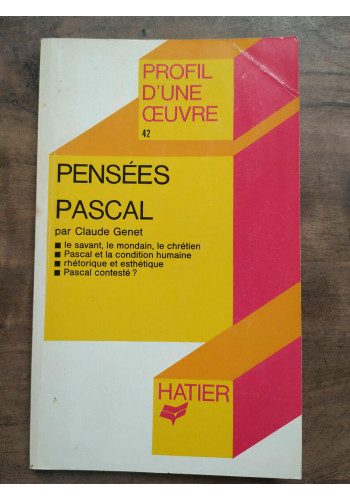 PROFIL
D'UNE
ŒUVRE
42
PENSÉES
PASCAL
par Claude Genet
■ le savant, le mondain, le chrétien
■ Pascal et la condition humaine
■ rhétorique et esthétique
■ Pascal contesté ?
HATIER